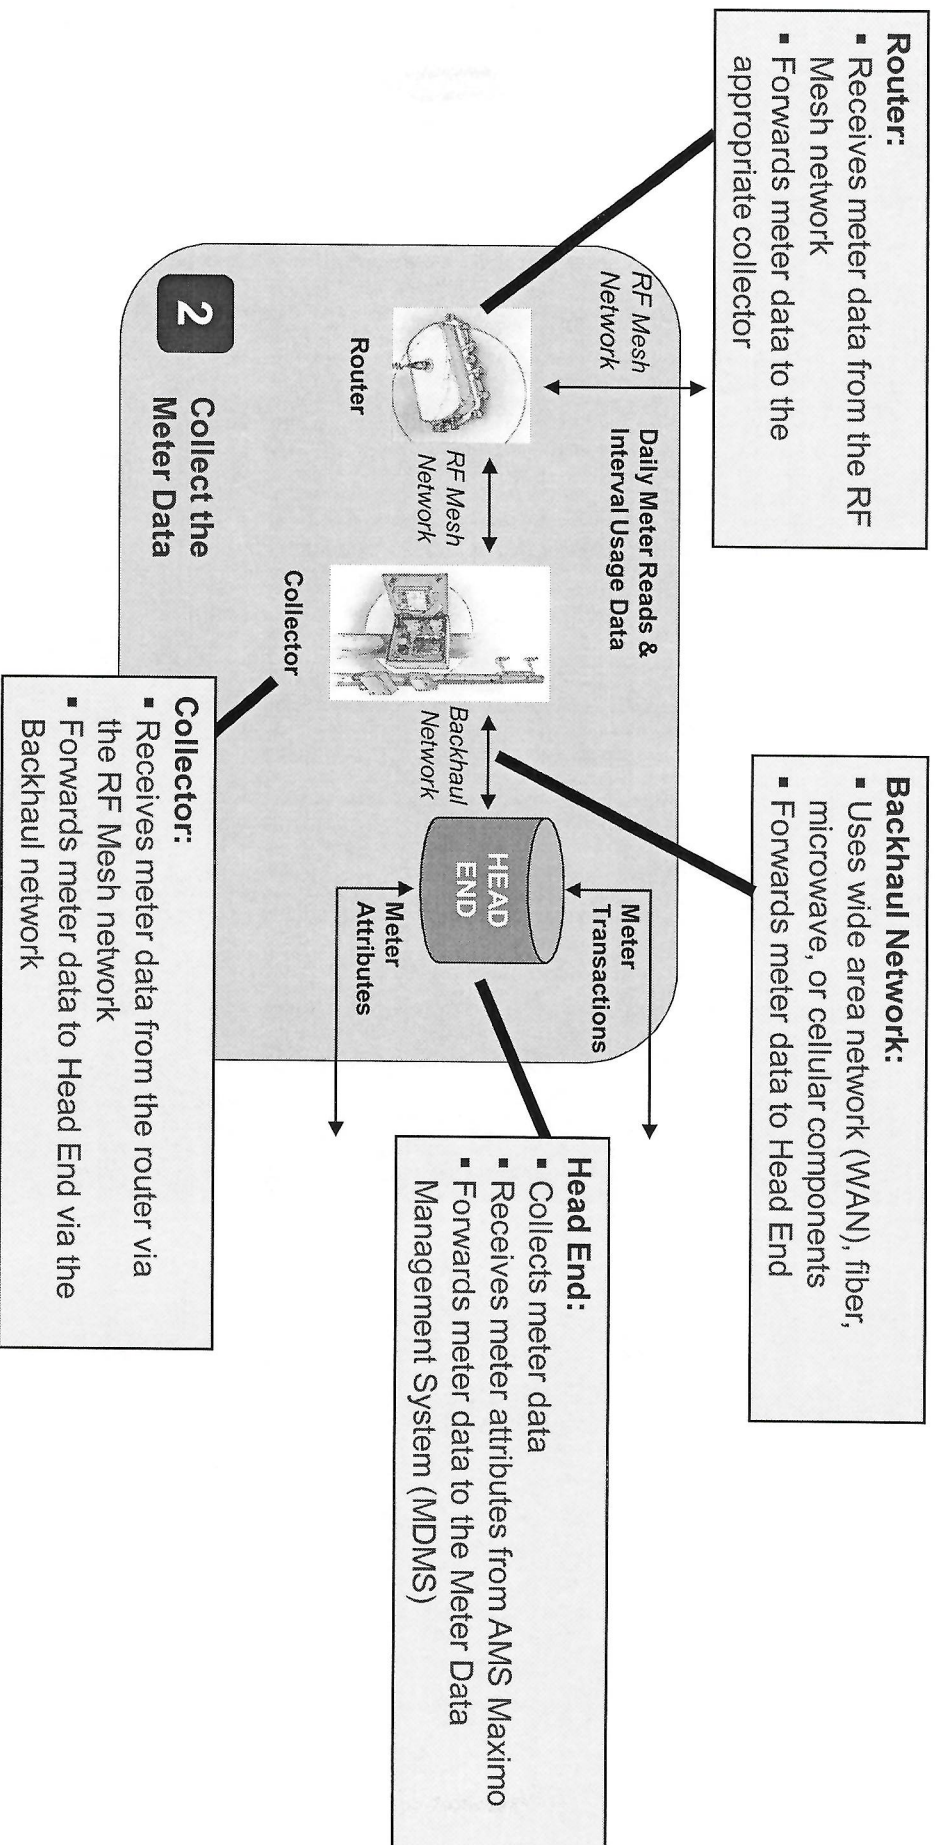 Router:
▪ Receives meter data from the RF
Mesh network
▪ Forwards meter data to the
appropriate collector
Backhaul Network:
▪ Uses wide area network (WAN), fiber,
microwave, or cellular components
▪ Forwards meter data to Head End
RF Mesh
Network
Daily Meter Reads &
Interval Usage Data
Meter
Transactions
Router
RF Mesh
Network
Collector
Backhaul
Network
HEAD
END
Meter
Attributes
2
Collect the
Meter Data
Head End:
▪ Collects meter data
▪ Receives meter attributes from AMS Maximo
▪ Forwards meter data to the Meter Data
Management System (MDMS)
Collector:
▪ Receives meter data from the router via
the RF Mesh network
▪ Forwards meter data to Head End via the
Backhaul network